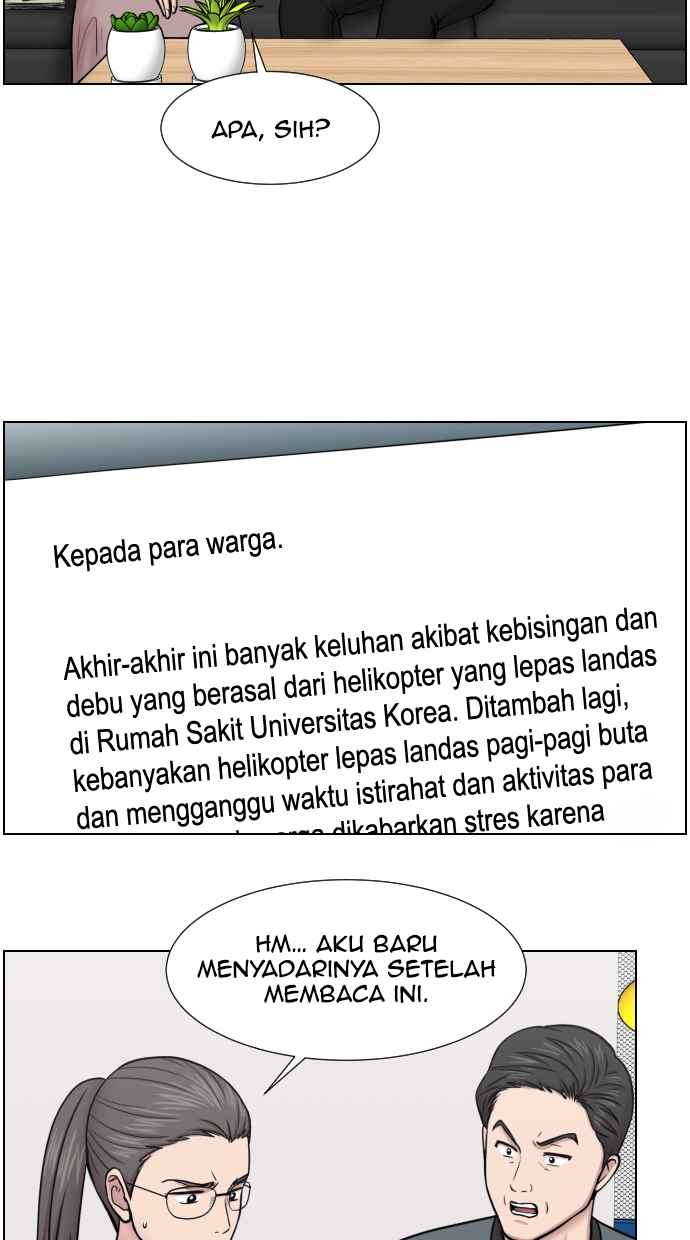 APA, SIH?
Kepada para warga.
Akhir-akhir ini banyak keluhan akibat kebisingan dan
debu yang berasal dari helikopter yang lepas landas
di Rumah Sakit Universitas Korea. Ditambah lagi,
kebanyakan helikopter lepas landas pagi-pagi buta
dan mengganggu waktu istirahat dan aktivitas para
dikabarkan stres karena
HM... AKU BARU
MENYADARINYA SETELAH
MEMBACA INI.